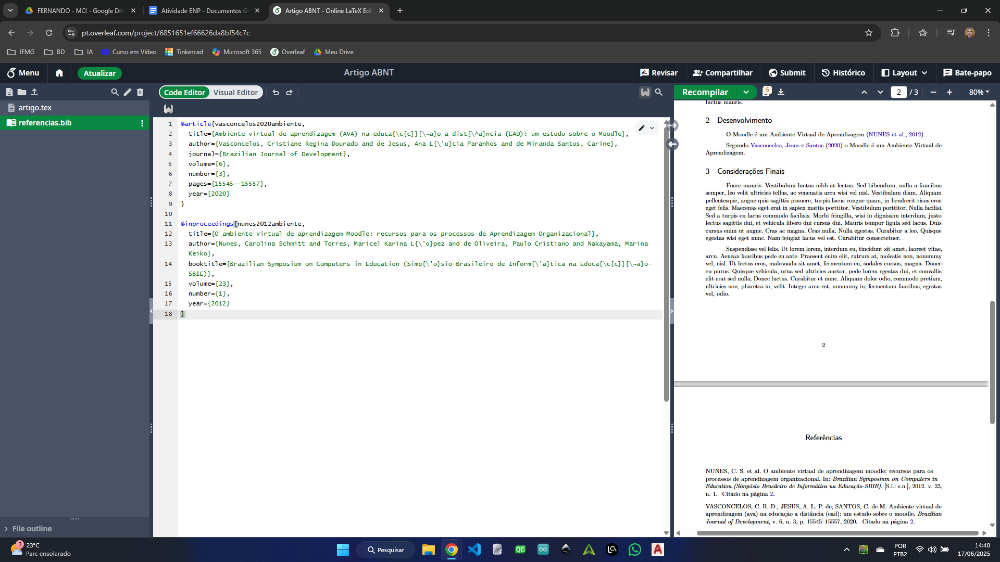 FERNANDO - MCI - Google Dri
Atividade ENP - Documentos G
Artigo ABNT - Online LaTeX Edi
pt.overleaf.com/project/6851651ef66626da8bf54c7c
IFMG
BD
IA
Curso em Vídeo
Tinkercad
Microsoft 365
Overleaf
Meu Drive
Menu
Atualizar
Artigo ABNT
Revisar
Compartilhar
Submit
Histórico
Layout
Bate-papo
Code Editor
Visual Editor
Recompilar
6
2 / 3
80%
artigo.tex
referencias.bib
1 @article{vasconcelos2020ambiente,
2 title={Ambiente virtual de aprendizagem (AVA) na educa{\c{c}}{\~a}o a dist{\^a}ncia (EAD): um estudo sobre o Moodle},
3 author={Vasconcelos, Cristiane Regina Dourado and de Jesus, Ana L{\'u}cia Paranhos and de Miranda Santos, Carine},
4 journal={Brazilian Journal of Development},
5 volume={6},
6 number={3},
7 pages={15545--15557},
8 year={2020}
9 }
10
11 @inproceedings{nunes2012ambiente,
12 title={O ambiente virtual de aprendizagem Moodle: recursos para os processos de Aprendizagem Organizacional},
13 author={Nunes, Carolina Schmitt and Torres, Maricel Karina L{\'o}pez and de Oliveira, Paulo Cristiano and Nakayama, Marina
Keiko},
14 booktitle={Brazilian Symposium on Computers in Education (Simp{\'o}sio Brasileiro de Inform{\'a}tica na Educa{\c{c}}{\~a}o-
SBIE)},
15 volume={23},
16 number={1},
17 year={2012}
18 }
luctus mauris.
2 Desenvolvimento
O Moodle é um Ambiente Virtual de Aprendizagem (NUNES et al., 2012).
Segundo Vasconcelos, Jesus e Santos (2020) o Moodle é um Ambiente Virtual de
Aprendizagem.
3 Considerações Finais
Fusce mauris. Vestibulum luctus nibh at lectus. Sed bibendum, nulla a faucibus
semper, leo velit ultricies tellus, ac venenatis arcu wisi vel nisl. Vestibulum diam. Aliquam
pellentesque, augue quis sagittis posuere, turpis lacus congue quam, in hendrerit risus eros
eget felis. Maecenas eget erat in sapien mattis porttitor. Vestibulum porttitor. Nulla facilisi.
Sed a turpis eu lacus commodo facilisis. Morbi fringilla, wisi in dignissim interdum, justo
lectus sagittis dui, et vehicula libero dui cursus dui. Mauris tempor ligula sed lacus. Duis
cursus enim ut augue. Cras ac magna. Cras nulla. Nulla egestas. Curabitur a leo. Quisque
egestas wisi eget nunc. Nam feugiat lacus vel est. Curabitur consectetuer.
Suspendisse vel felis. Ut lorem lorem, interdum eu, tincidunt sit amet, laoreet vitae,
arcu. Aenean faucibus pede eu ante. Praesent enim elit, rutrum at, molestie non, nonummy
vel, nisl. Ut lectus eros, malesuada sit amet, fermentum eu, sodales cursus, magna. Donec
eu purus. Quisque vehicula, urna sed ultricies auctor, pede lorem egestas dui, et convallis
elit erat sed nulla. Donec luctus. Curabitur et nunc. Aliquam dolor odio, commodo pretium,
ultricies non, pharetra in, velit. Integer arcu est, nonummy in, fermentum faucibus, egestas
vel, odio.
2
Referências
NUNES, C. S. et al. O ambiente virtual de aprendizagem moodle: recursos para os
processos de aprendizagem organizacional. In: Brazilian Symposium on Computers in
Education (Simpósio Brasileiro de Informática na Educação-SBIE). [S.l.: s.n.], 2012. v. 23,
n. 1. Citado na página 2.
VASCONCELOS, C. R. D.; JESUS, A. L. P. de; SANTOS, C. de M. Ambiente virtual de
aprendizagem (ava) na educação a distância (ead): um estudo sobre o moodle. Brazilian
Journal of Development, v. 6, n. 3, p. 15545–15557, 2020. Citado na página 2.
File outline
3
23°C
Parc ensolarado
Pesquisar
QC
POR
PTB2
14:40
17/06/2025